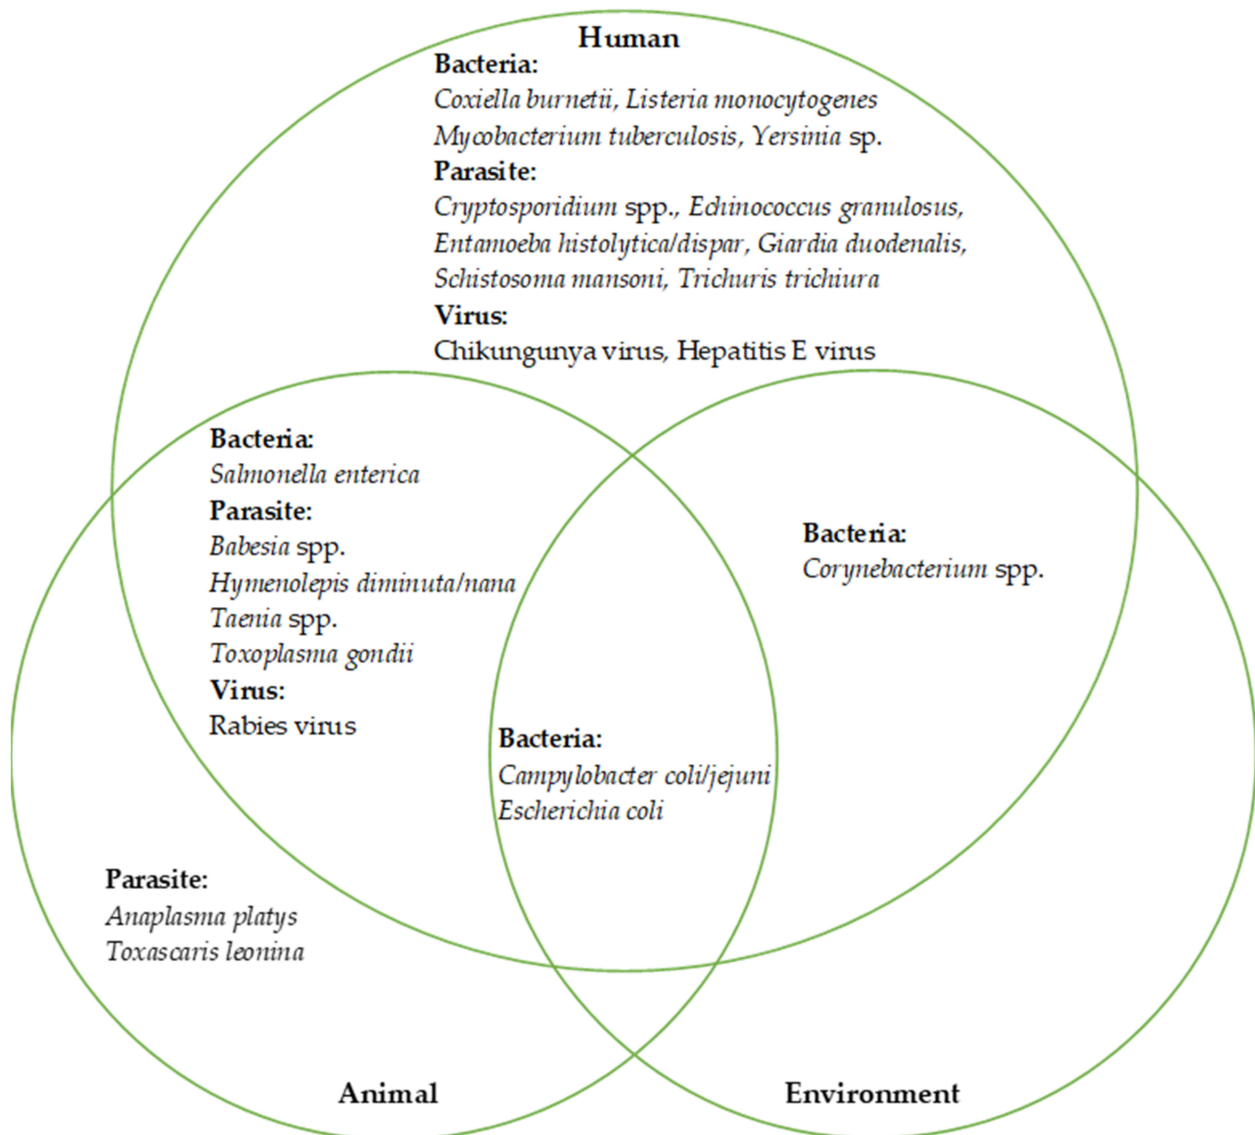 Human
Bacteria:
Coxiella burnetii, Listeria monocytogenes
Mycobacterium tuberculosis, Yersinia sp.
Parasite:
Cryptosporidium spp., Echinococcus granulosus,
Entamoeba histolytica/dispar, Giardia duodenalis,
Schistosoma mansoni, Trichuris trichiura
Virus:
Chikungunya virus, Hepatitis E virus
Bacteria:
Salmonella enterica
Parasite:
Babesia spp.
Hymenolepis diminuta/nana
Taenia spp.
Toxoplasma gondii
Virus:
Rabies virus
Bacteria:
Corynebacterium spp.
Bacteria:
Campylobacter coli/jejuni
Escherichia coli
Parasite:
Anaplasma platys
Toxascaris leonina
Animal
Environment